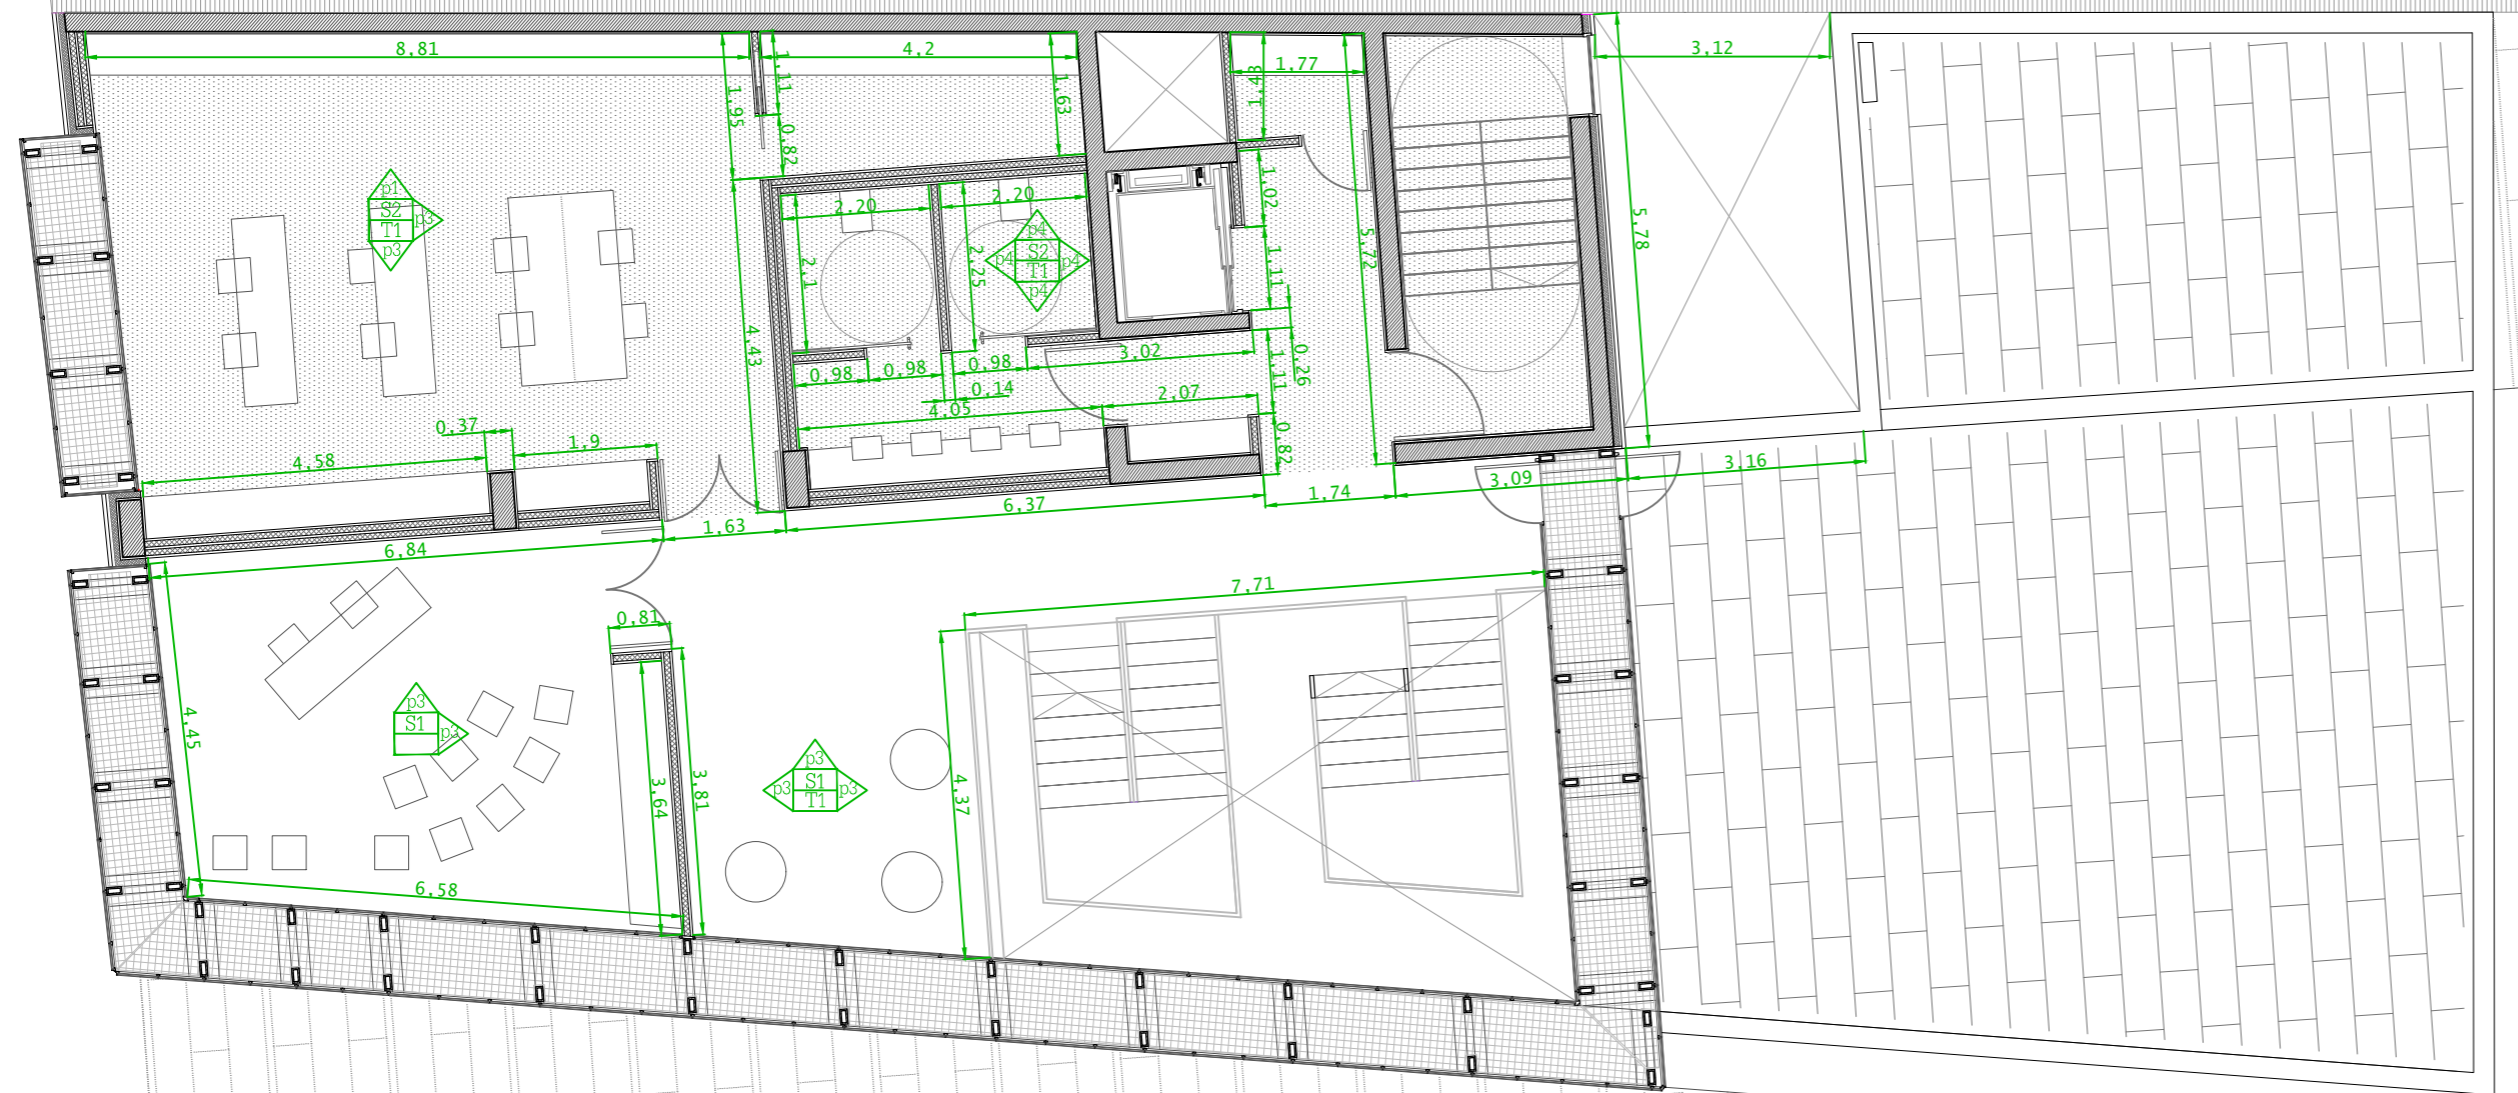 8,81
4,2
3,12
1,77
1,11
1,95
1,63
1,43
0,82
p1
S2
T1
p3
p3
2,20
2,20
1,02
5,72
5,78
p4
S2
p4
T1
p4
p4
2,1
2,25
1,11
4,43
3,02
1,11
0,26
0,98
0,98
0,98
0,14
2,07
4,05
0,37
1,9
0,82
4,58
3,16
3,09
1,74
6,37
1,63
6,84
7,71
0,81
p3
S1
p3
4,45
3,64
3,81
4,37
p3
S1
p3
T1
p3
6,58